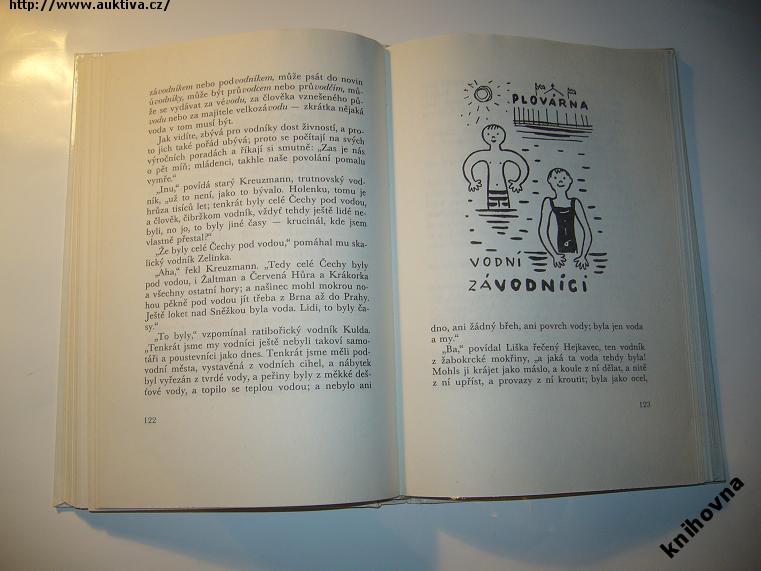 http://www.auktiva.cz/
závodníkem nebo podvodníkem, může psát do novin
úvodníky, může být průvodcem nebo průvodčím, mů-
že se vydávat za vévodu, za člověka vznešeného pů-
vodu nebo za majitele velkozávodu — zkrátka nějaká
voda v tom musí být.
Jak vidíte, zbývá pro vodníky dost živností, a pro-
to jich také pořád ubývá; proto se počítají na svých
výročních poradách a říkají si smutně: „Zas je nás
o pět míň; mládenci, takhle naše povolání pomalu
vymře.“
„Inu,“ povídá starý Kreuzmann, trutnovský vod-
ník, „už to není, jako to bývalo. Holenku, tomu je
hrůza tisíců let; tenkrát byly celé Čechy pod vodou,
a člověk, čibržkom vodník, vždyť tehdy ještě lidé ne-
byli, no jo, to byly jiné časy — krucinál, kde jsem
vlastně přestal?“
„Že byly celé Čechy pod vodou,“ pomáhal mu ska-
lický vodník Zelinka.
„Aha,“ řekl Kreuzmann. „Tedy celé Čechy byly
pod vodou, i Žaltman a Červená Hůra a Krákorka
a všechny ostatní hory; a našinec mohl mokrou no-
hou pěkně pod vodou jít třeba z Brna až do Prahy.
Ještě loket nad Sněžkou byla voda. Lidi, to byly ča-
sy.“
„To byly,“ vzpomínal ratibořický vodník Kulda.
„Tenkrát jsme my vodníci ještě nebyli takoví samo-
táři a poustevníci jako dnes. Tenkrát jsme měli pod-
vodní města, vystavěná z vodních cihel, a nábytek
byl vyřezán z tvrdé vody, a peřiny byly z měkké deš-
ťové vody, a topilo se teplou vodou; a nebylo ani
122
PLOVÁRNA
VODNÍ
ZÁVODNÍCI
dno, ani žádný břeh, ani povrch vody; byla jen voda
a my.“
„Ba,“ povídal Liška řečený Hejkavec, ten vodník
z žabokrcké mokřiny, „a jaká ta voda tehdy byla!
Mohls ji krájet jako máslo, a koule z ní dělat, a nitě
z ní upříst, a provazy z ní kroutit; byla jako ocel,
123
knihovna